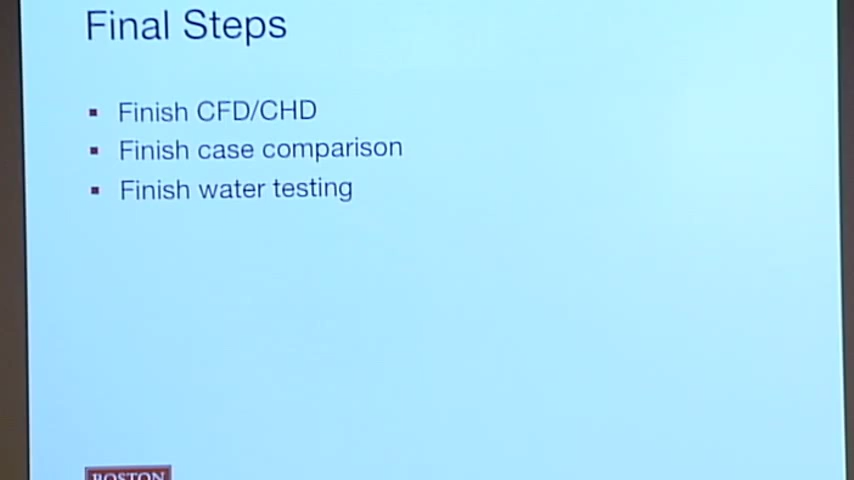 Final Steps
Finish CFD/CHD
Finish case comparison
Finish water testing
BOSTON